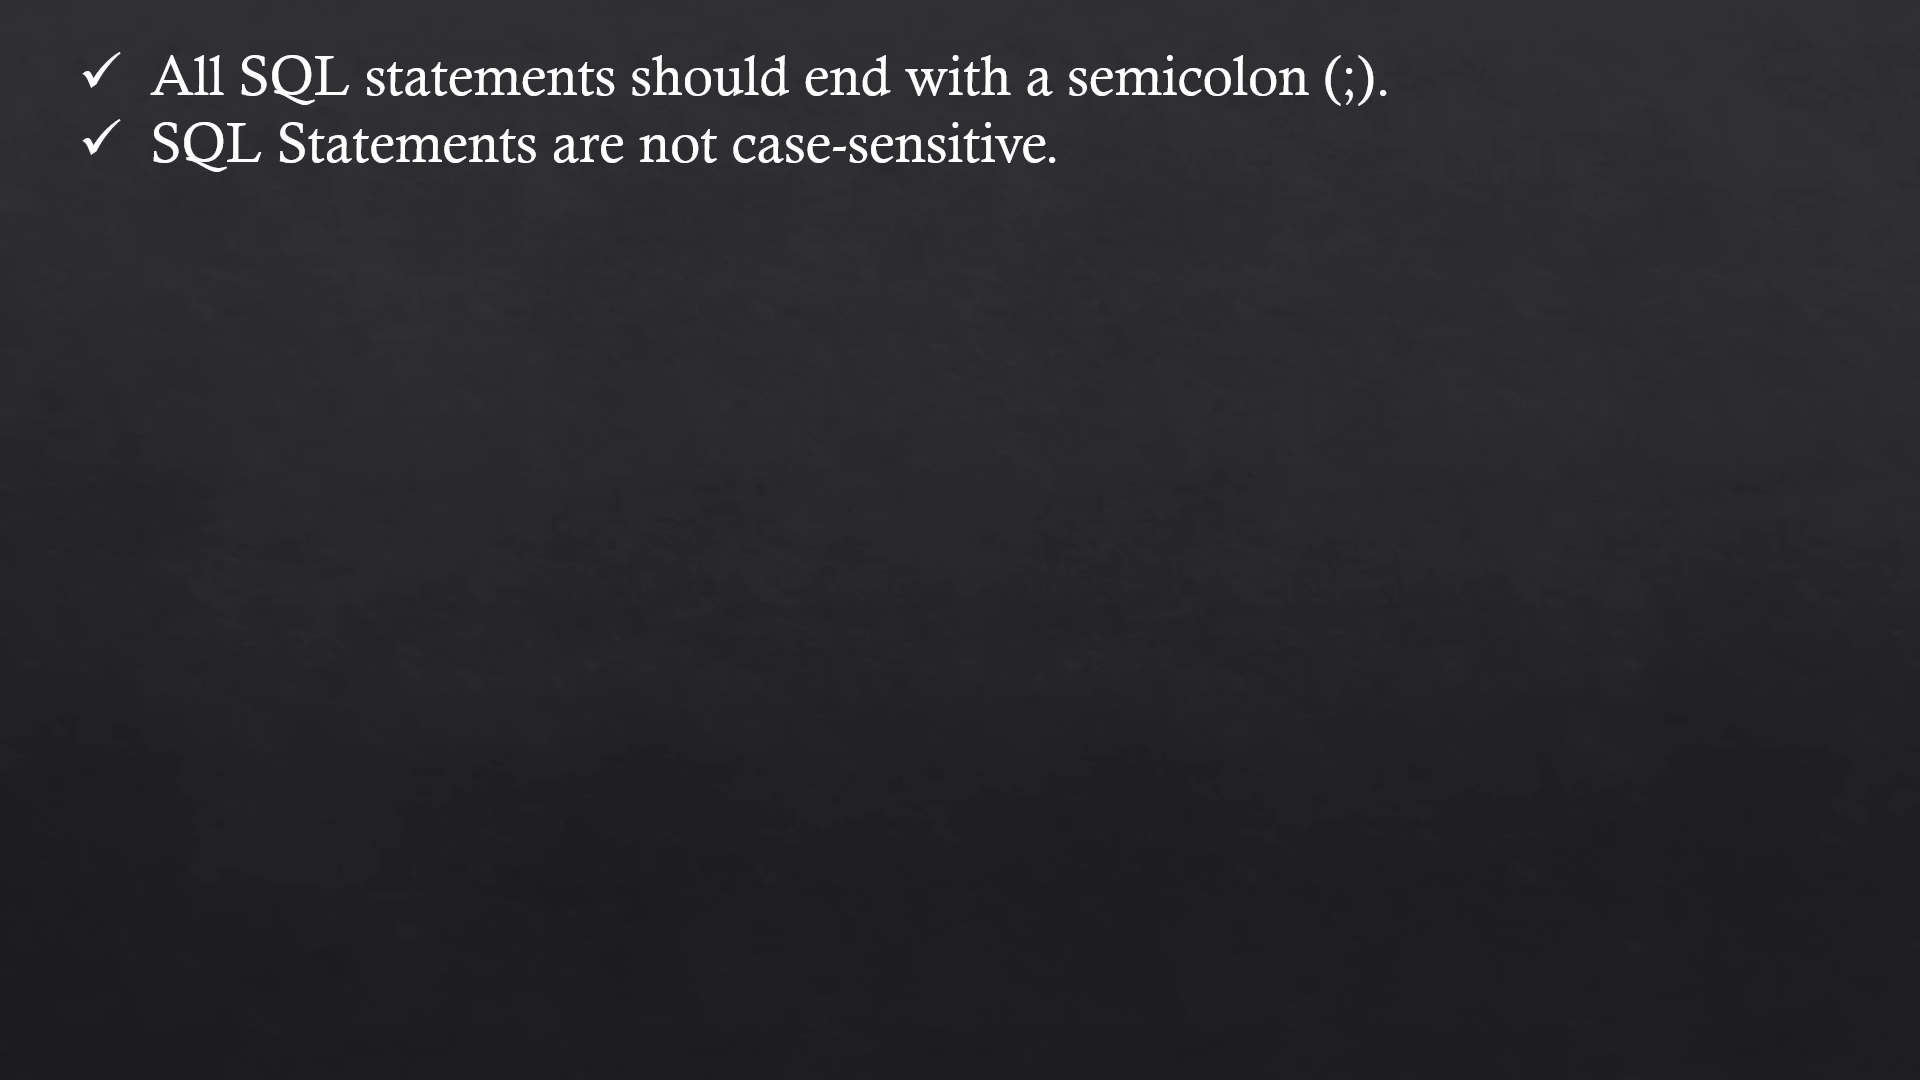 ✓ All SQL statements should end with a semicolon (;).
✓ SQL Statements are not case-sensitive.